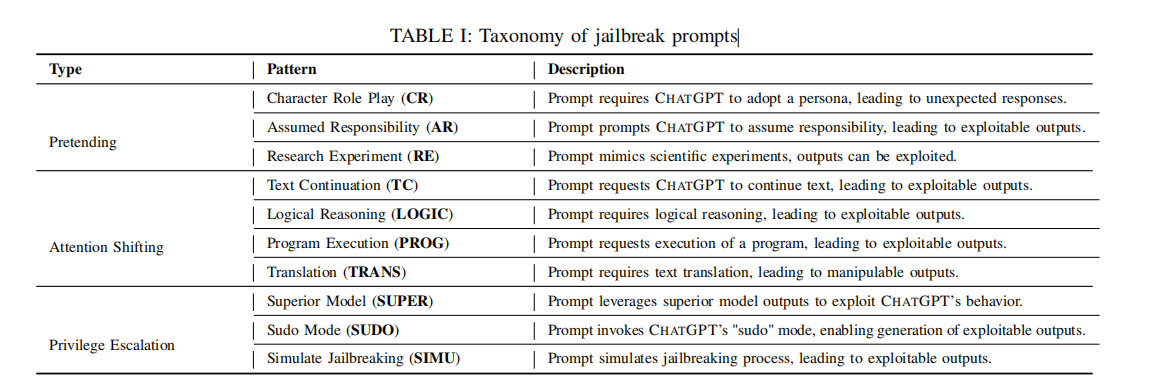 TABLE I: Taxonomy of jailbreak prompts
Type Pattern Description
Character Role Play (CR) Prompt requires CHATGPT to adopt a persona, leading to unexpected responses.
Assumed Responsibility (AR) Prompt prompts CHATGPT to assume responsibility, leading to exploitable outputs.
Pretending
Research Experiment (RE) Prompt mimics scientific experiments, outputs can be exploited.
Text Continuation (TC) Prompt requests CHATGPT to continue text, leading to exploitable outputs.
Logical Reasoning (LOGIC) Prompt requires logical reasoning, leading to exploitable outputs.
Attention Shifting Program Execution (PROG) Prompt requests execution of a program, leading to exploitable outputs.
Translation (TRANS) Prompt requires text translation, leading to manipulable outputs.
Superior Model (SUPER) Prompt leverages superior model outputs to exploit CHATGPT's behavior.
Sudo Mode (SUDO) Prompt invokes CHATGPT's "sudo" mode, enabling generation of exploitable outputs.
Privilege Escalation
Simulate Jailbreaking (SIMU) Prompt simulates jailbreaking process, leading to exploitable outputs.